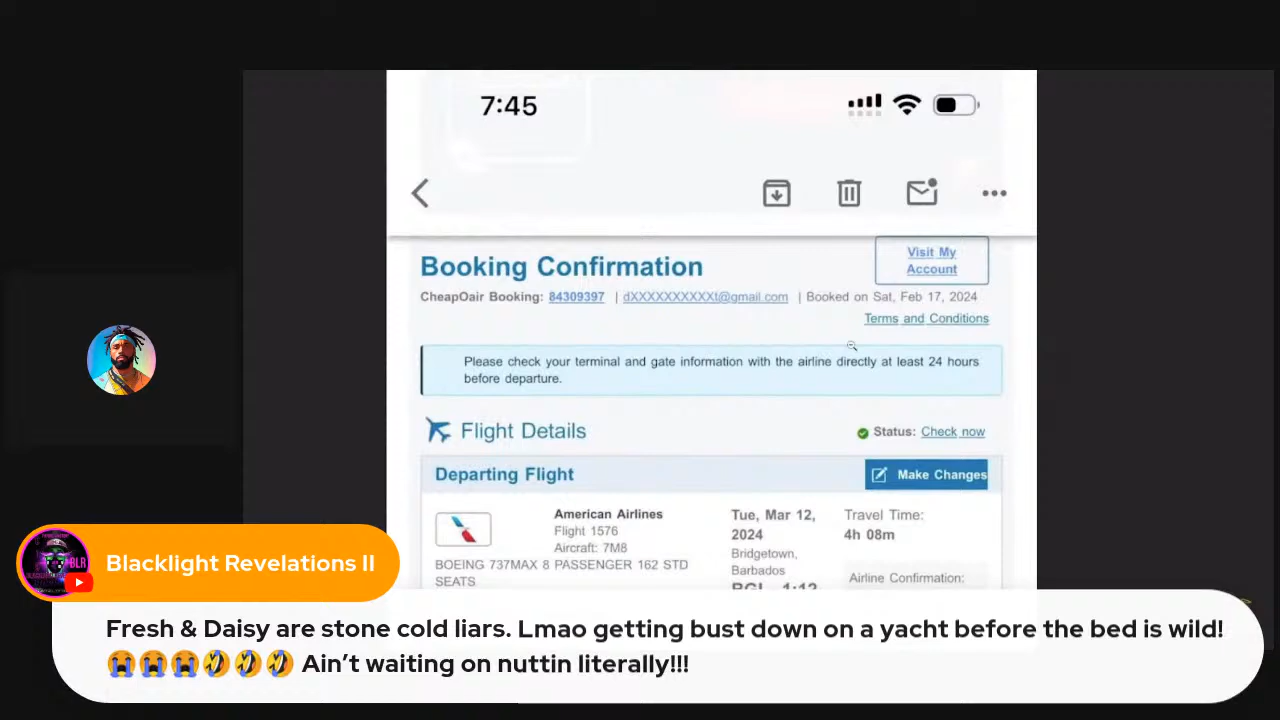 7:45
Booking Confirmation
Visit My
Account
CheapOair Booking: 84309397 | dXXXXXXXXXXt@gmail.com | Booked on Sat, Feb 17, 2024
Terms and Conditions
Please check your terminal and gate information with the airline directly at least 24 hours
before departure.
Flight Details
Status: Check now
Departing Flight
Make Changes
American Airlines
Flight 1576
Aircraft: 7M8
BOEING 737MAX 8 PASSENGER 162 STD
SEATS
Tue, Mar 12,
2024
Bridgetown,
Barbados
Travel Time:
4h 08m
Airline Confirmation:
BLR
Blacklight Revelations II
Fresh & Daisy are stone cold liars. Lmao getting bust down on a yacht before the bed is wild!
😭😭😭🤣🤣🤣 Ain’t waiting on nuttin literally!!!